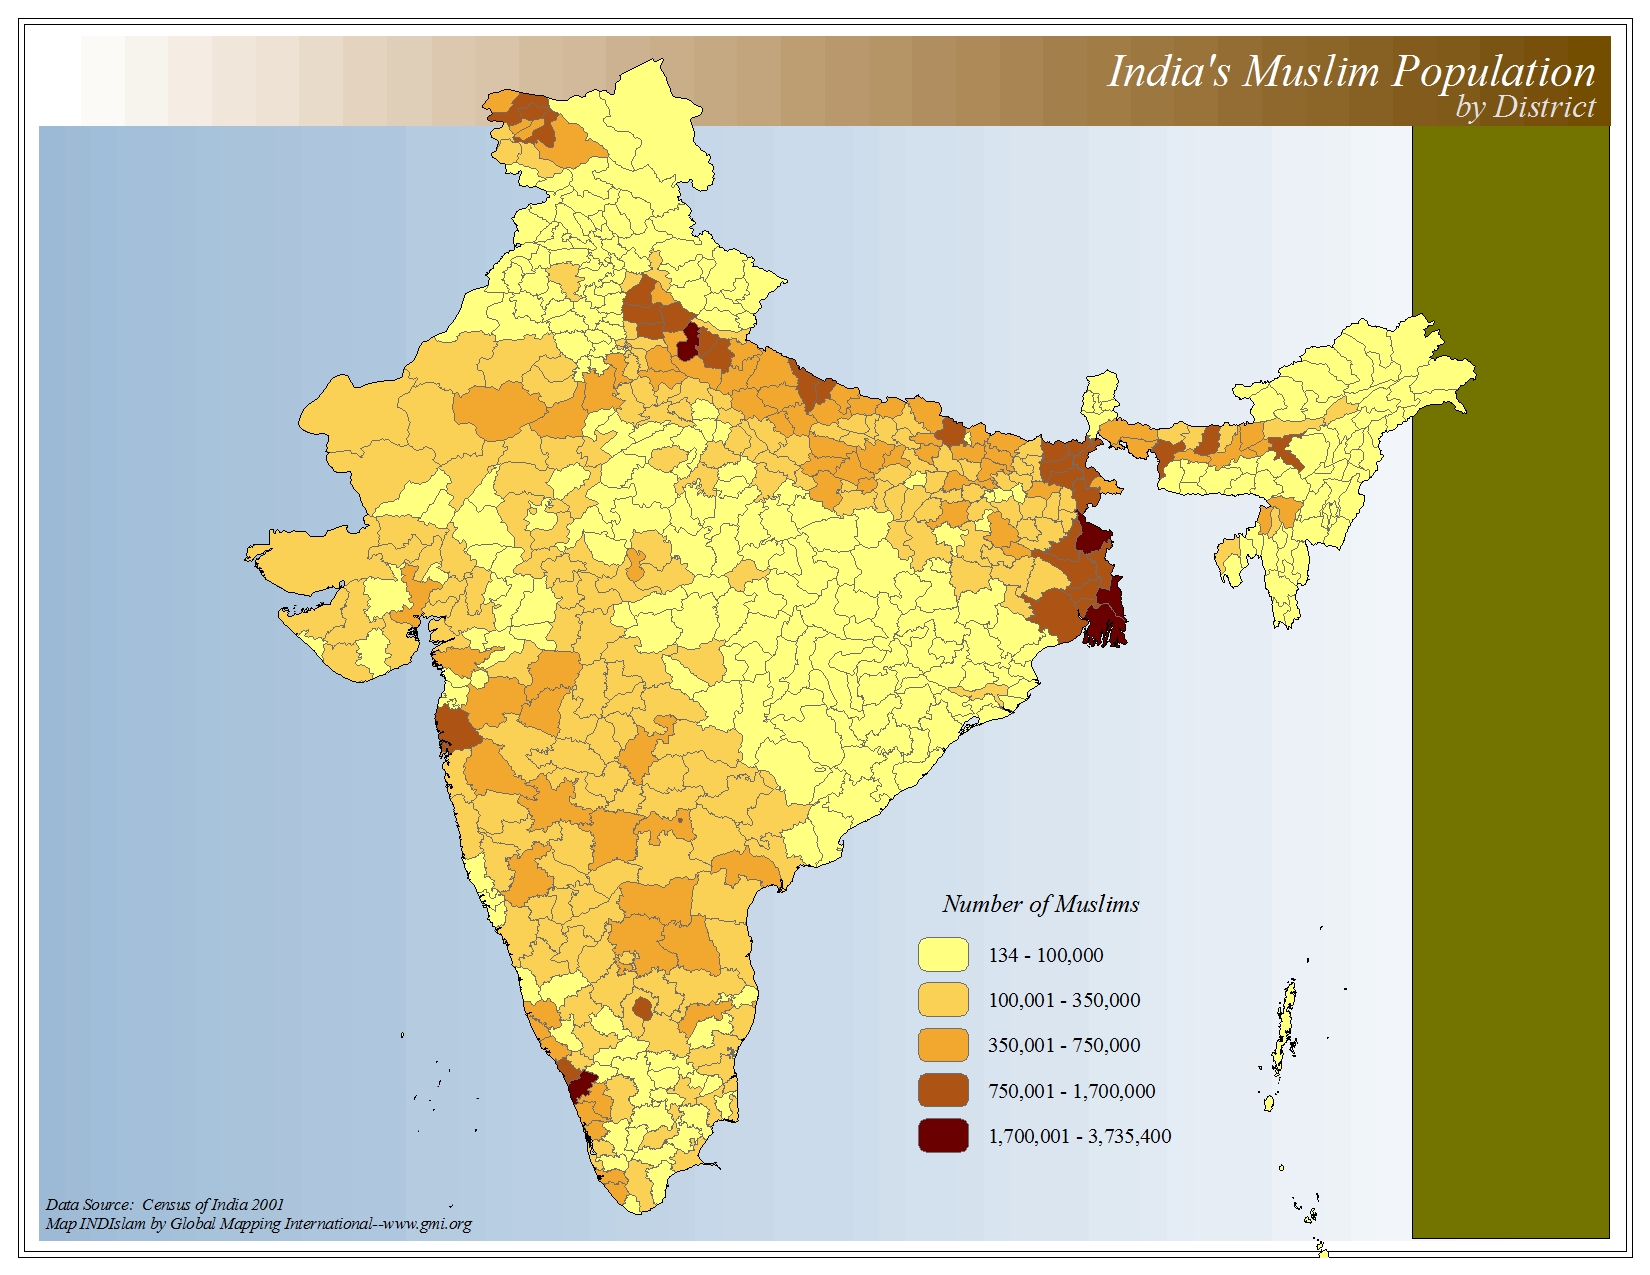 India's Muslim Population
by District
Number of Muslims
134 - 100,000
100,001 - 350,000
350,001 - 750,000
750,001 - 1,700,000
1,700,001 - 3,735,400
Data Source: Census of India 2001
Map INDIslam by Global Mapping International--www.gmi.org